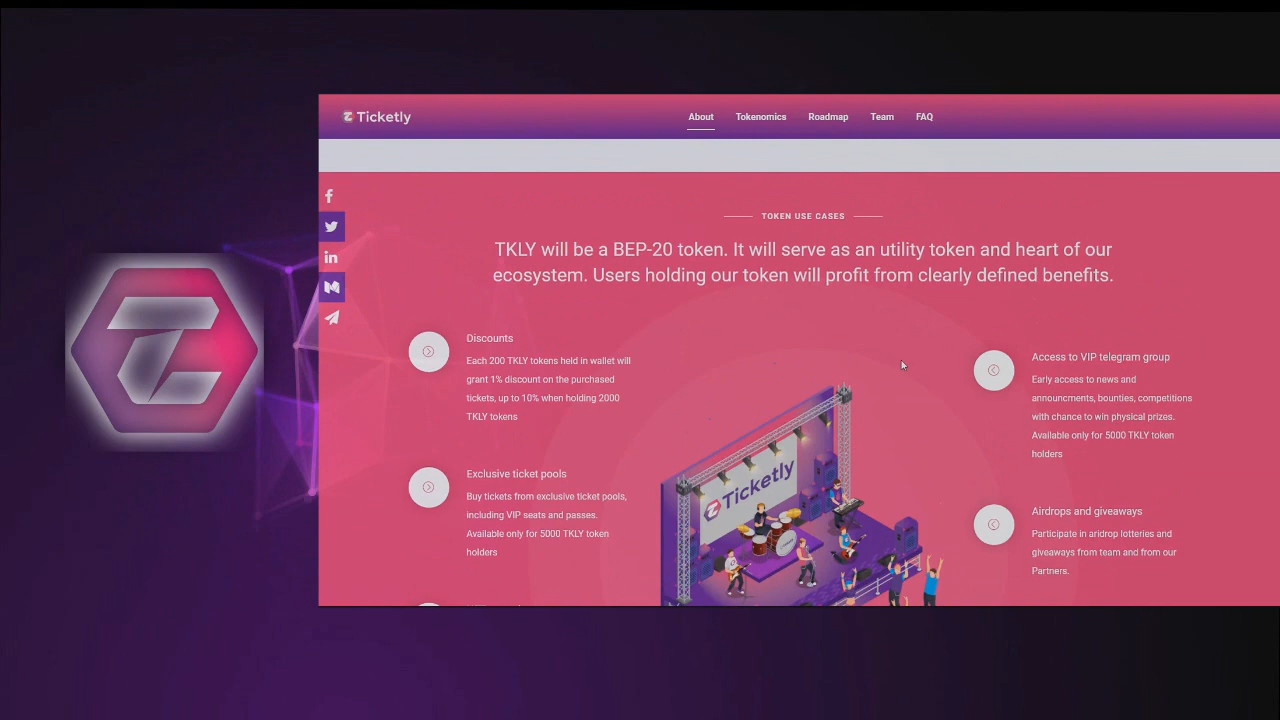 Ticketly
About Tokenomics Roadmap Team FAQ
TOKEN USE CASES
TKLY will be a BEP-20 token. It will serve as an utility token and heart of our
ecosystem. Users holding our token will profit from clearly defined benefits.
Discounts
Each 200 TKLY tokens held in wallet will
grant 1% discount on the purchased
tickets, up to 10% when holding 2000
TKLY tokens
Exclusive ticket pools
Buy tickets from exclusive ticket pools,
including VIP seats and passes.
Available only for 5000 TKLY token
holders
Access to VIP telegram group
Early access to news and
announcments, bounties, competitions
with chance to win physical prizes.
Available only for 5000 TKLY token
holders
Airdrops and giveaways
Participate in aridrop lotteries and
giveaways from team and from our
Partners.
Ticketly